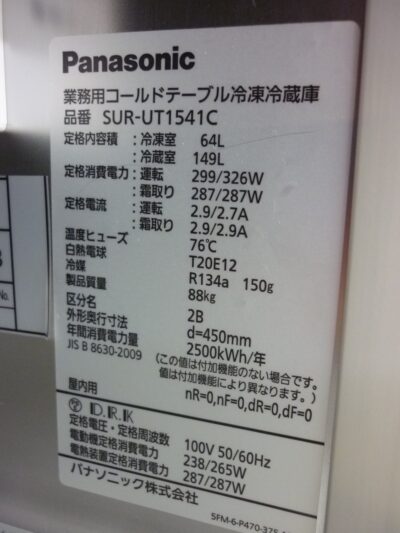 Panasonic
業務用コールドテーブル冷凍冷蔵庫
品番 SUR-UT1541C
定格内容積 : 冷凍室 64L
: 冷蔵室 149L
定格消費電力 : 運転 299/326W
: 霜取り 287/287W
定格電流 : 運転 2.9/2.7A
: 霜取り 2.9/2.9A
温度ヒューズ 76℃
白熱電球 T20E12
冷媒 R134a 150g
製品質量 88kg
区分名 2B
外形奥行寸法 d=450mm
年間消費電力量 2500kWh/年
JIS B 8630-2009 (この値は付加機能のない場合です。
値は付加機能により異なります。)
nR=0,nF=0,dR=0,dF=0
屋内用
D.R.K
定格電圧・定格周波数 100V 50/60Hz
電動機定格消費電力 238/265W
電熱装置定格消費電力 287/287W
パナソニック株式会社
SFM-6-P470-375
No.